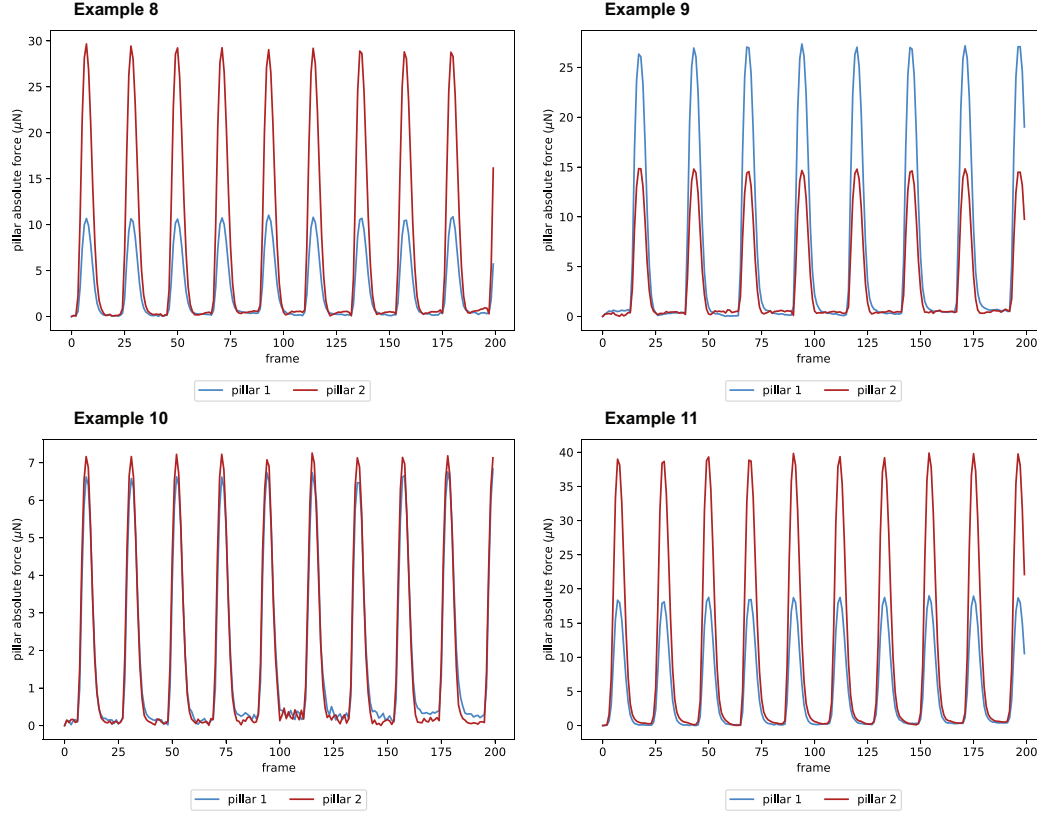 Example 8
Example 9
30
25
20
15
10
5
0
pillar absolute force (μN)
0 25 50 75 100 125 150 175 200
frame
pillar 1 pillar 2
25
20
15
10
5
0
pillar absolute force (μN)
0 25 50 75 100 125 150 175 200
frame
pillar 1 pillar 2
Example 10
Example 11
7
6
5
4
3
2
1
0
pillar absolute force (μN)
0 25 50 75 100 125 150 175 200
frame
pillar 1 pillar 2
40
35
30
25
20
15
10
5
0
pillar absolute force (μN)
0 25 50 75 100 125 150 175 200
frame
pillar 1 pillar 2